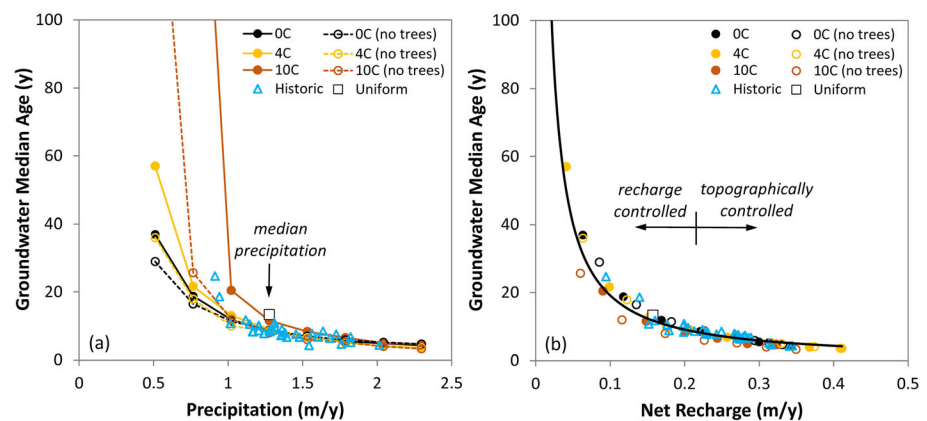 100
80
60
40
20
0
Groundwater Median Age (y)
0C
4C
10C
Historic
0C (no trees)
4C (no trees)
10C (no trees)
Uniform
median
precipitation
(a)
0
0.5
1
1.5
2
2.5
Precipitation (m/y)
100
80
60
40
20
0
Groundwater Median Age (y)
0C
4C
10C
Historic
0C (no trees)
4C (no trees)
10C (no trees)
Uniform
recharge
controlled
topographically
controlled
(b)
0
0.1
0.2
0.3
0.4
0.5
Net Recharge (m/y)